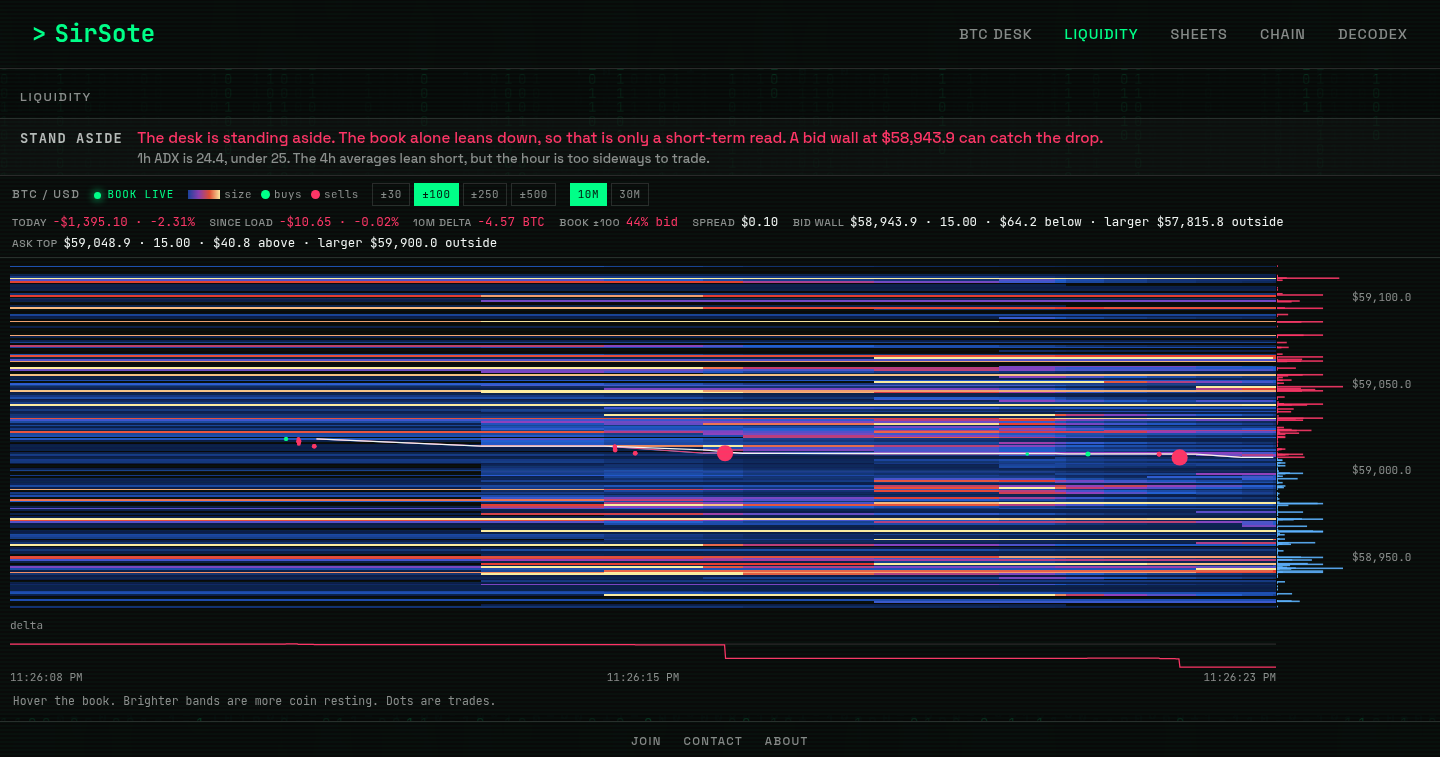 > SirSote
BTC DESK LIQUIDITY SHEETS CHAIN DECODEX
LIQUIDITY
STAND ASIDE The desk is standing aside. The book alone leans down, so that is only a short-term read. A bid wall at $58,943.9 can catch the drop.
1h ADX is 24.4, under 25. The 4h averages lean short, but the hour is too sideways to trade.
BTC / USD BOOK LIVE size buys sells ±30 ±100 ±250 ±500 10M 30M
TODAY -$1,395.10 · -2.31% SINCE LOAD -$10.65 · -0.02% 10M DELTA -4.57 BTC BOOK ±100 44% bid SPREAD $0.10 BID WALL $58,943.9 · 15.00 · $64.2 below · larger $57,815.8 outside
ASK TOP $59,048.9 · 15.00 · $40.8 above · larger $59,900.0 outside
$59,100.0
$59,050.0
$59,000.0
$58,950.0
delta
11:26:08 PM 11:26:15 PM 11:26:23 PM
Hover the book. Brighter bands are more coin resting. Dots are trades.
JOIN CONTACT ABOUT